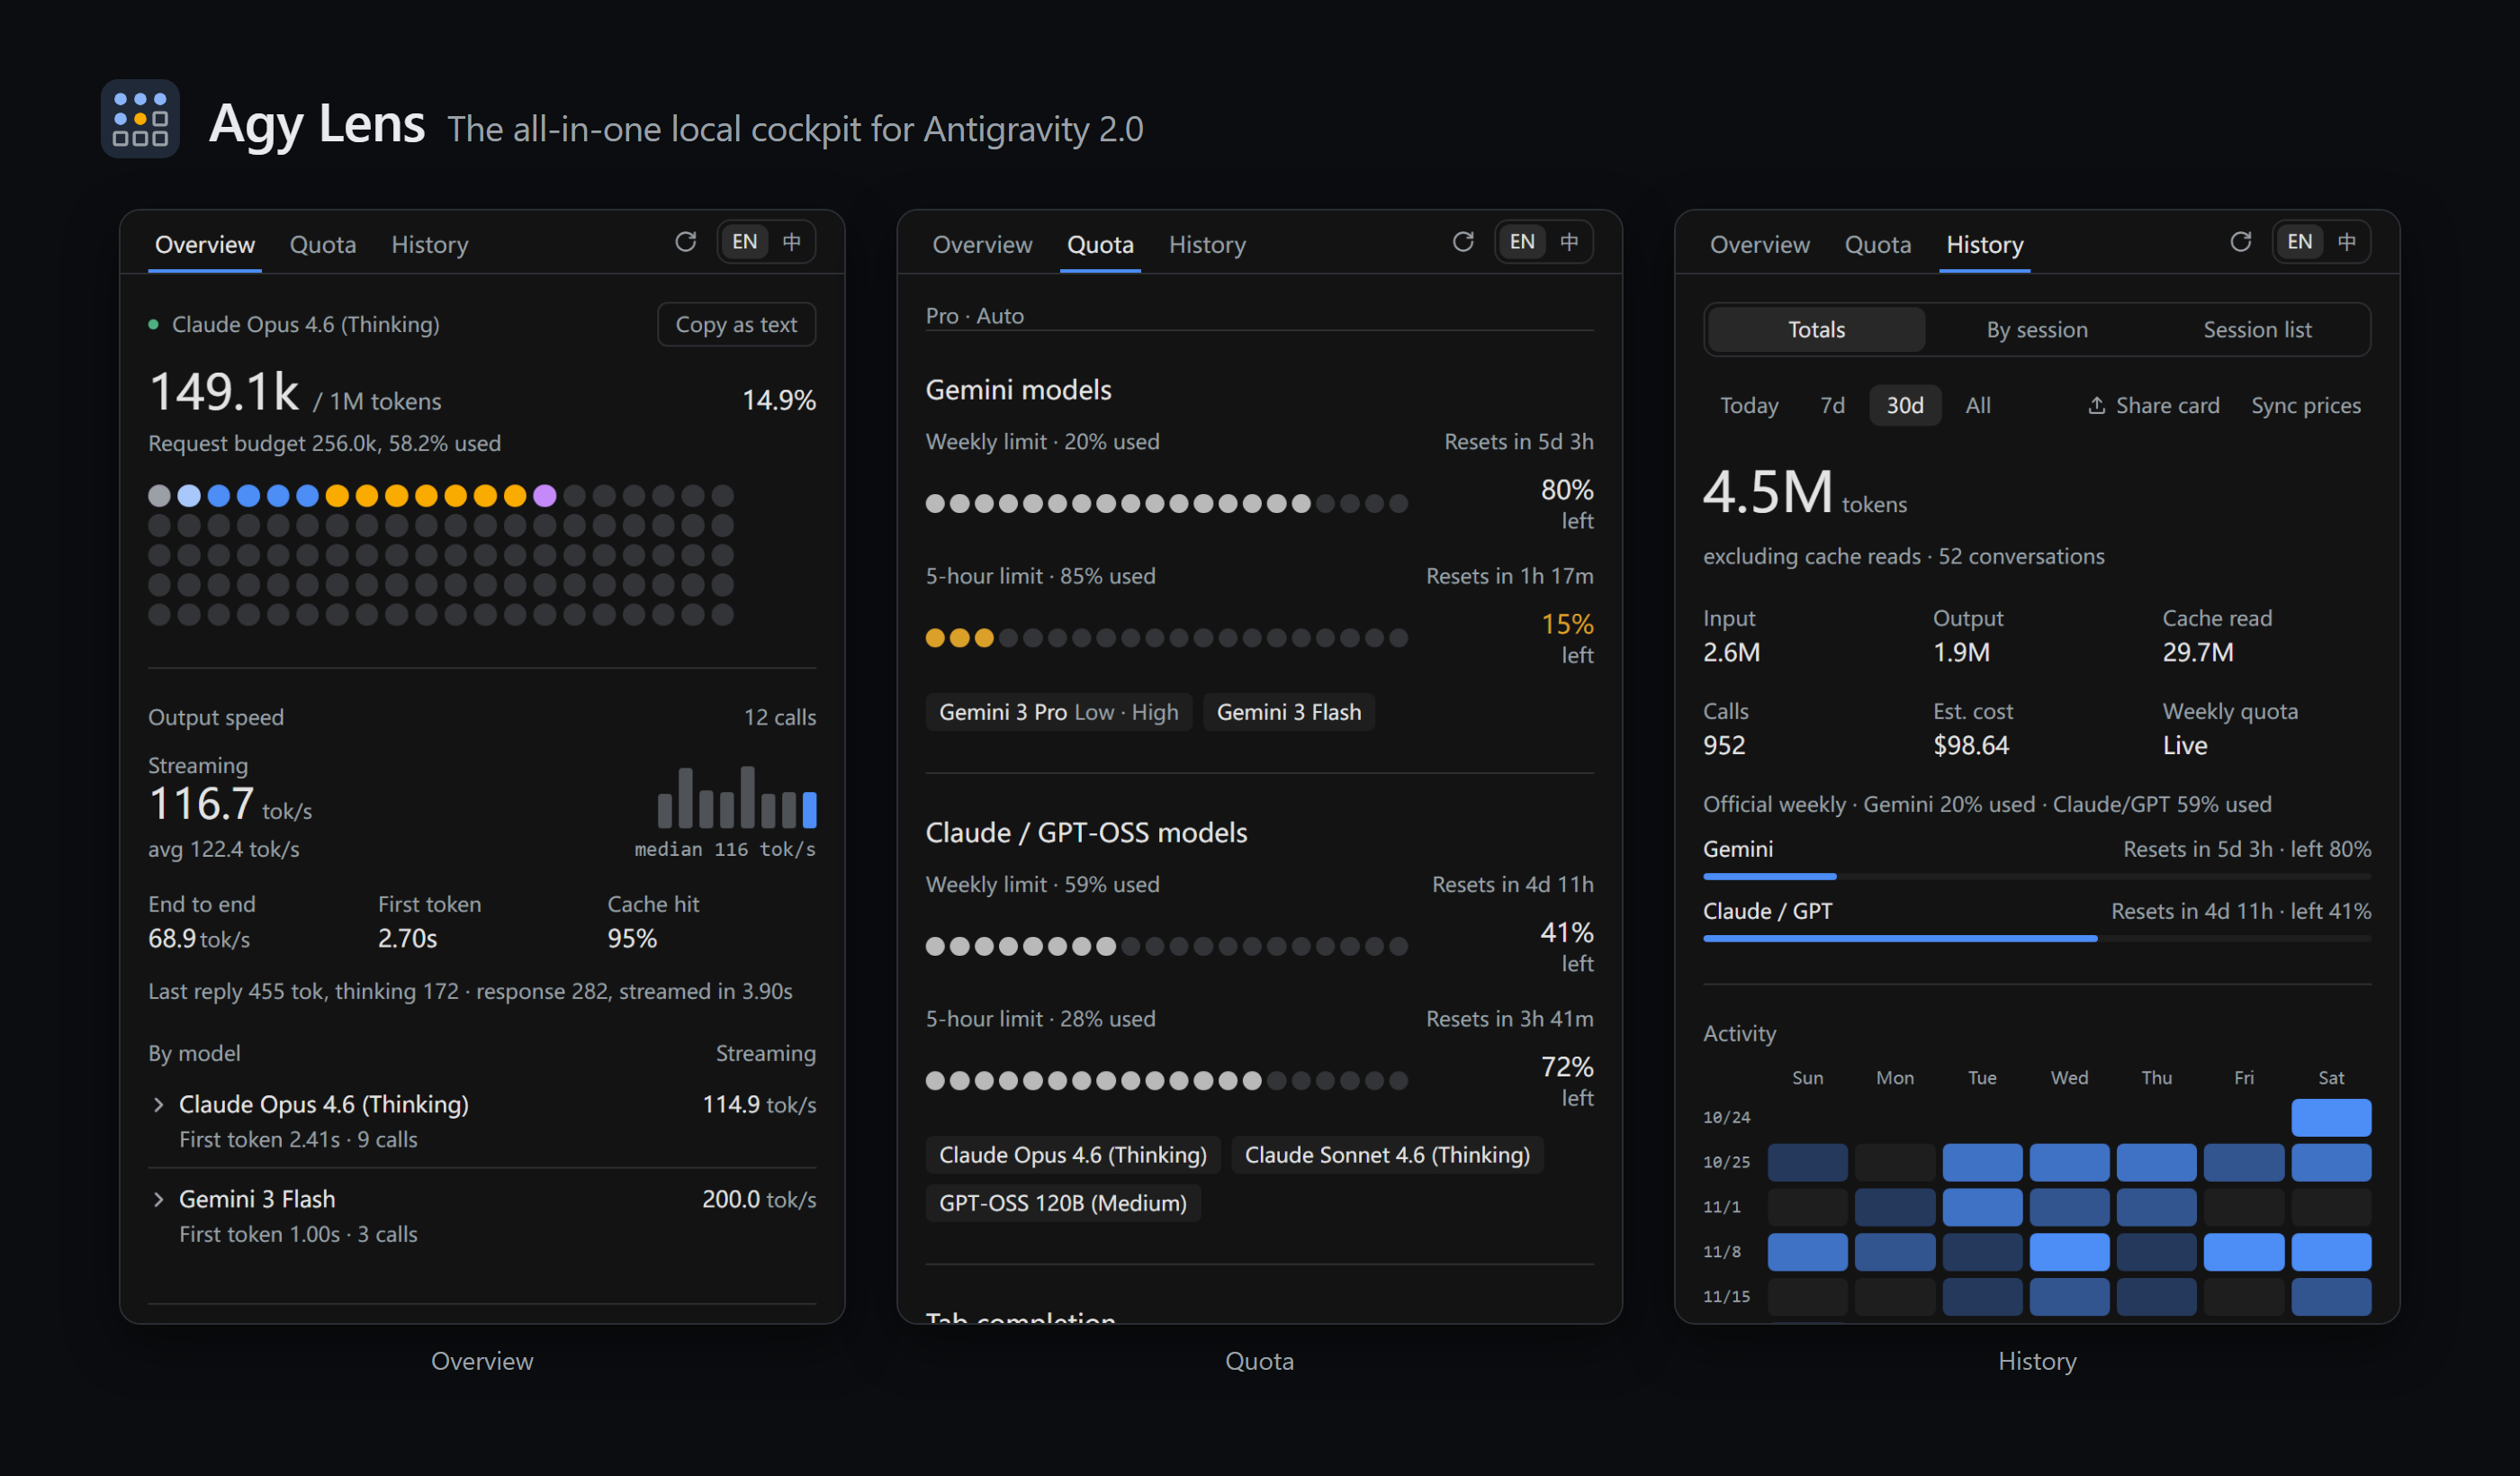 Agy Lens The all-in-one local cockpit for Antigravity 2.0
Overview Quota History EN 中
Claude Opus 4.6 (Thinking) Copy as text
149.1k / 1M tokens 14.9%
Request budget 256.0k, 58.2% used
Output speed 12 calls
Streaming
116.7 tok/s
avg 122.4 tok/s median 116 tok/s
End to end First token Cache hit
68.9 tok/s 2.70s 95%
Last reply 455 tok, thinking 172 · response 282, streamed in 3.90s
By model Streaming
Claude Opus 4.6 (Thinking) 114.9 tok/s
First token 2.41s · 9 calls
Gemini 3 Flash 200.0 tok/s
First token 1.00s · 3 calls
Overview
Overview Quota History EN 中
Pro · Auto
Gemini models
Weekly limit · 20% used Resets in 5d 3h
80%
left
5-hour limit · 85% used Resets in 1h 17m
15%
left
Gemini 3 Pro Low · High Gemini 3 Flash
Claude / GPT-OSS models
Weekly limit · 59% used Resets in 4d 11h
41%
left
5-hour limit · 28% used Resets in 3h 41m
72%
left
Claude Opus 4.6 (Thinking) Claude Sonnet 4.6 (Thinking)
GPT-OSS 120B (Medium)
Tab completion
Quota
Overview Quota History EN 中
Totals By session Session list
Today 7d 30d All Share card Sync prices
4.5M tokens
excluding cache reads · 52 conversations
Input Output Cache read
2.6M 1.9M 29.7M
Calls Est. cost Weekly quota
952 $98.64 Live
Official weekly · Gemini 20% used · Claude/GPT 59% used
Gemini Resets in 5d 3h · left 80%
Claude / GPT Resets in 4d 11h · left 41%
Activity
Sun Mon Tue Wed Thu Fri Sat
10/24
10/25
11/1
11/8
11/15
History